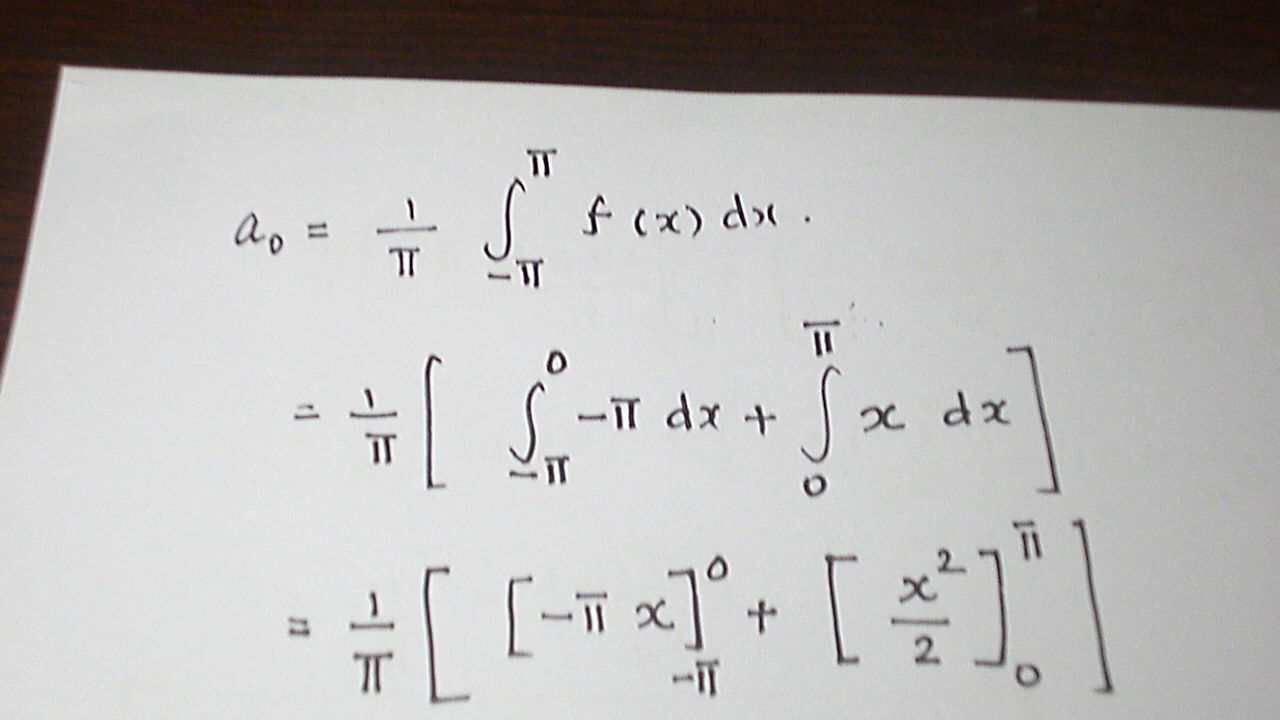 a₀ = 1/π ∫_{-π}^{π} f(x) dx.
= 1/π [ ∫_{-π}^{0} -π dx + ∫_{0}^{π} x dx ]
= 1/π [ [-π x]_{-π}^{0} + [ x²/2 ]_{0}^{π} ]